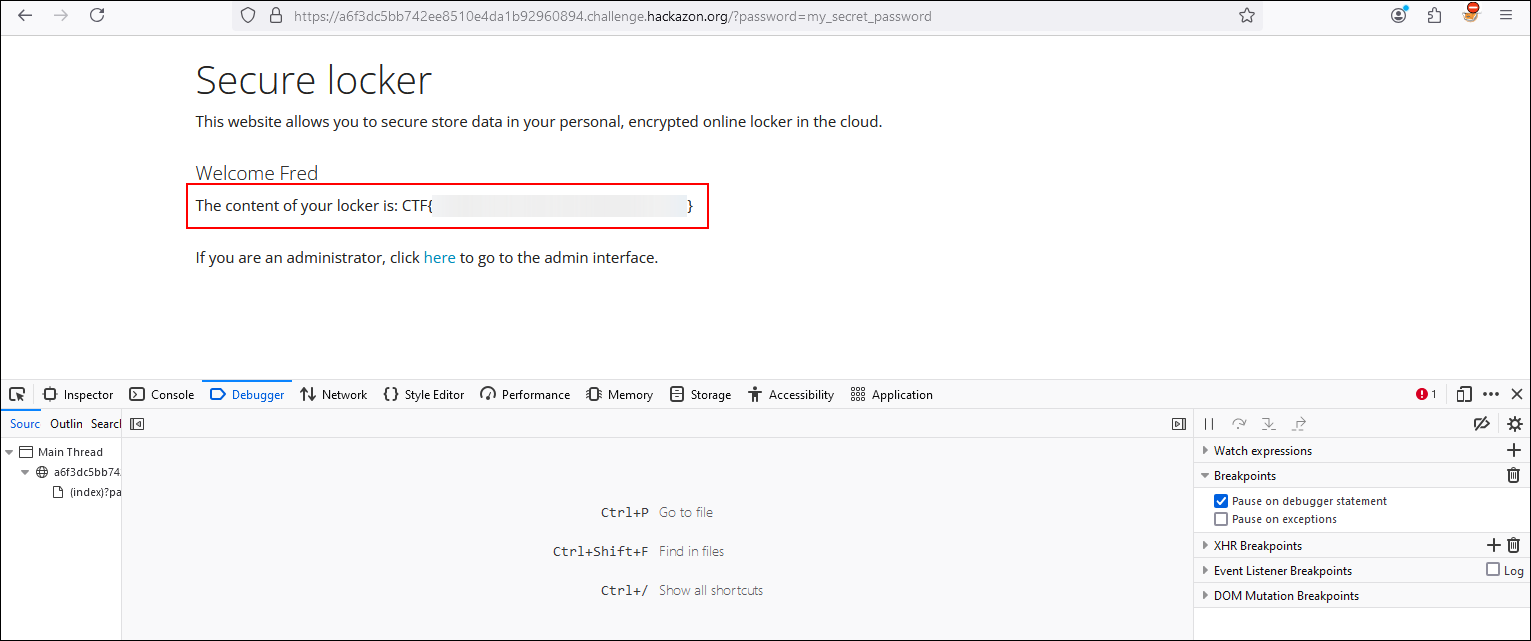 https://a6f3dc5bb742ee8510e4da1b92960894.challenge.hackazon.org/?password=my_secret_password
Secure locker
This website allows you to secure store data in your personal, encrypted online locker in the cloud.
Welcome Fred
The content of your locker is: CTF{ }
If you are an administrator, click here to go to the admin interface.
Inspector Console Debugger Network Style Editor Performance Memory Storage Accessibility Application 1
Sourc Outlin Search
Main Thread
a6f3dc5bb742
(index)?pa
Ctrl+P Go to file
Ctrl+Shift+F Find in files
Ctrl+/ Show all shortcuts
Watch expressions
Breakpoints
Pause on debugger statement
Pause on exceptions
XHR Breakpoints
Event Listener Breakpoints Log
DOM Mutation Breakpoints